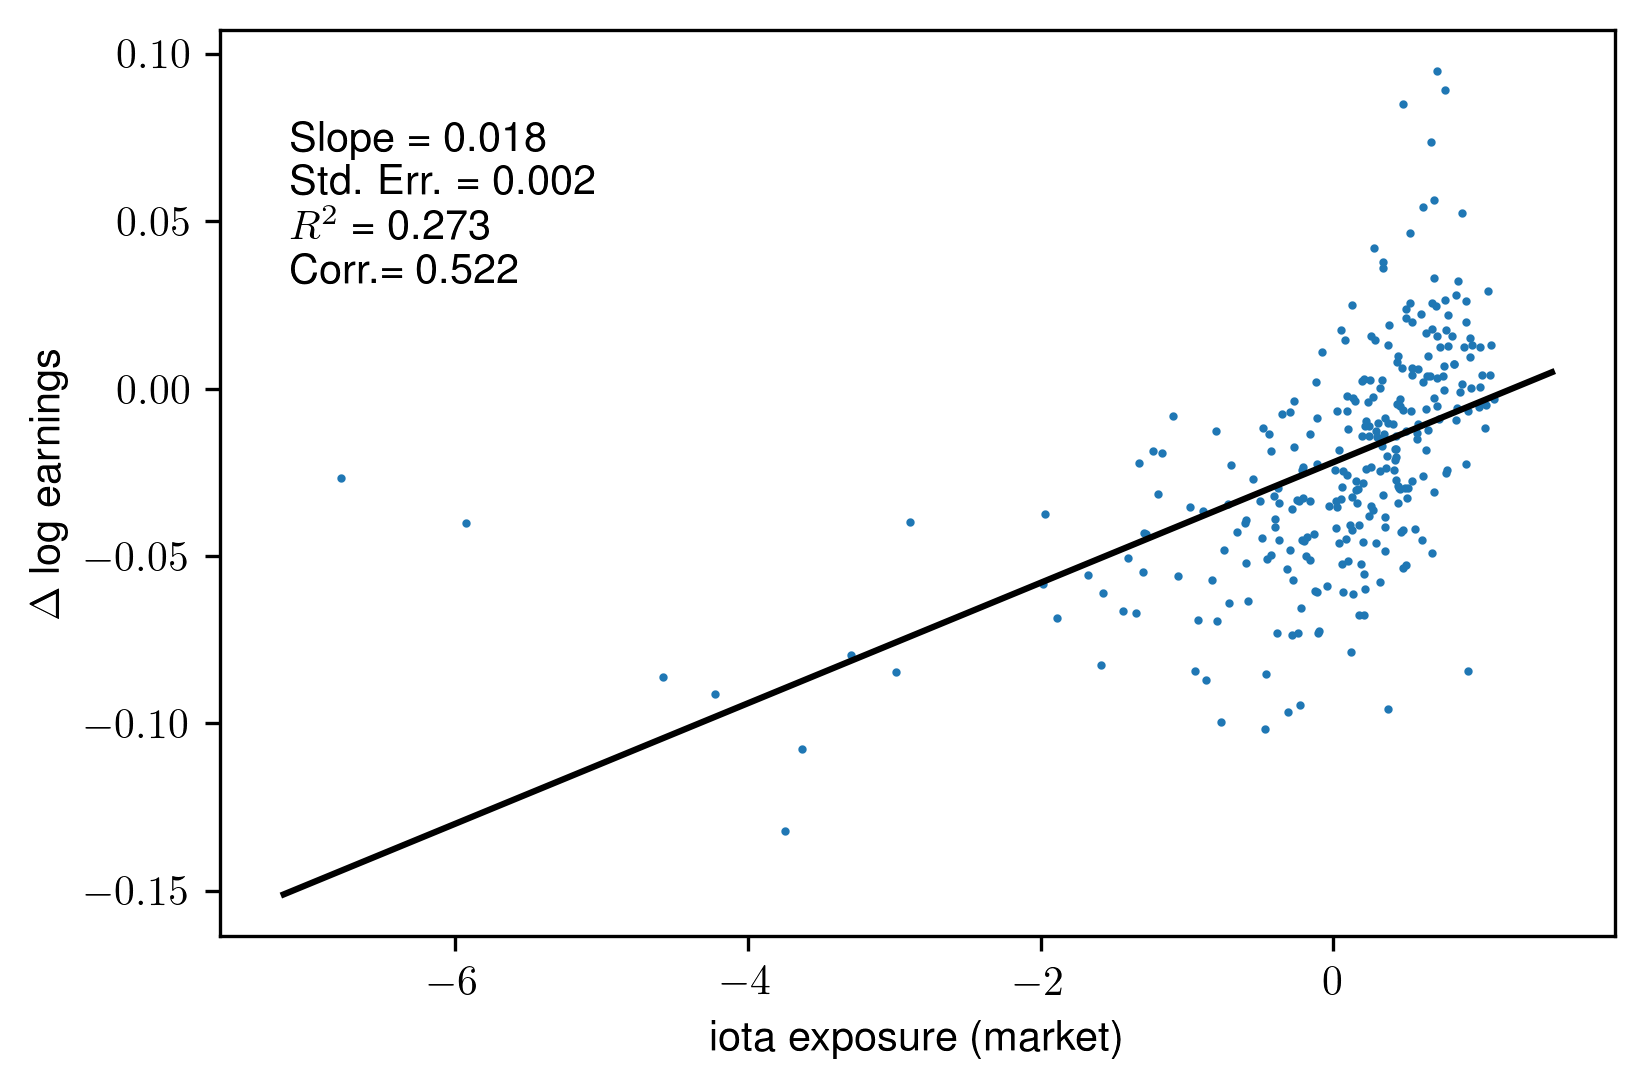 0.10
0.05
0.00
−0.05
−0.10
−0.15
Δ log earnings
Slope = 0.018
Std. Err. = 0.002
R² = 0.273
Corr.= 0.522
−6 −4 −2 0
iota exposure (market)